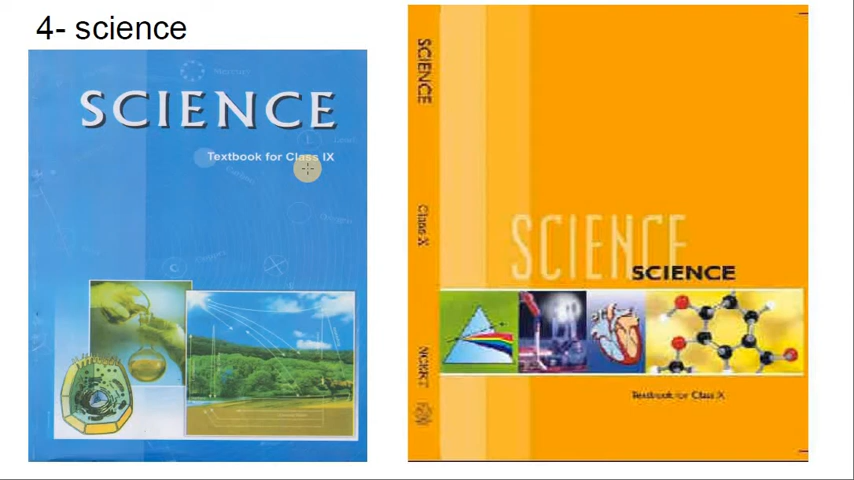 4- science
SCIENCE
Textbook for Class IX
SCIENCE
Class X
NCERT
SCIENCE
SCIENCE
Textbook for Class X